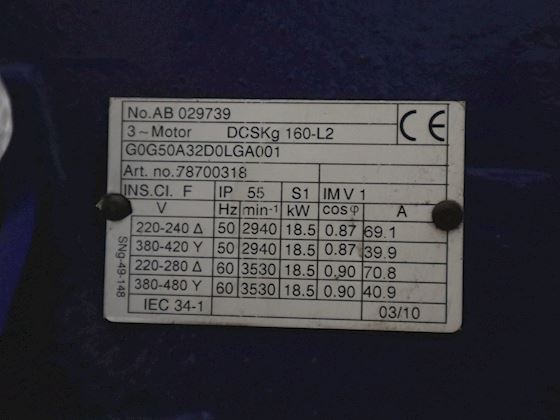 No.AB 029739
3~Motor DCSKg 160-L2 CE
G0G50A32D0LGA001
Art. no.:78700318
INS.Cl. F IP 55 S1 IM V 1
V Hz min-1 kW cosφ A
220-240 Δ 50 2940 18.5 0.87 69.1
380-420 Y 50 2940 18.5 0.87 39.9
220-280 Δ 60 3530 18.5 0.90 70.8
380-480 Y 60 3530 18.5 0.90 40.9
IEC 34-1 03/10
SNg-49-148